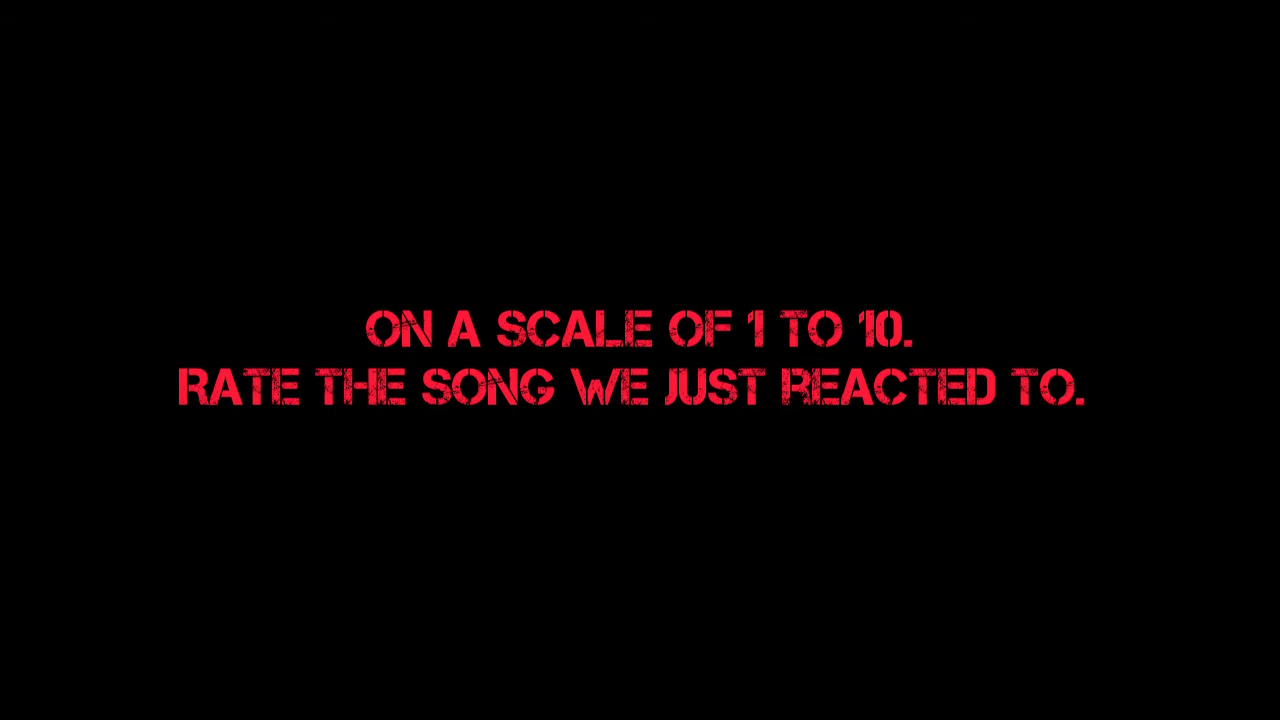 ON A SCALE OF 1 TO 10.
RATE THE SONG WE JUST REACTED TO.